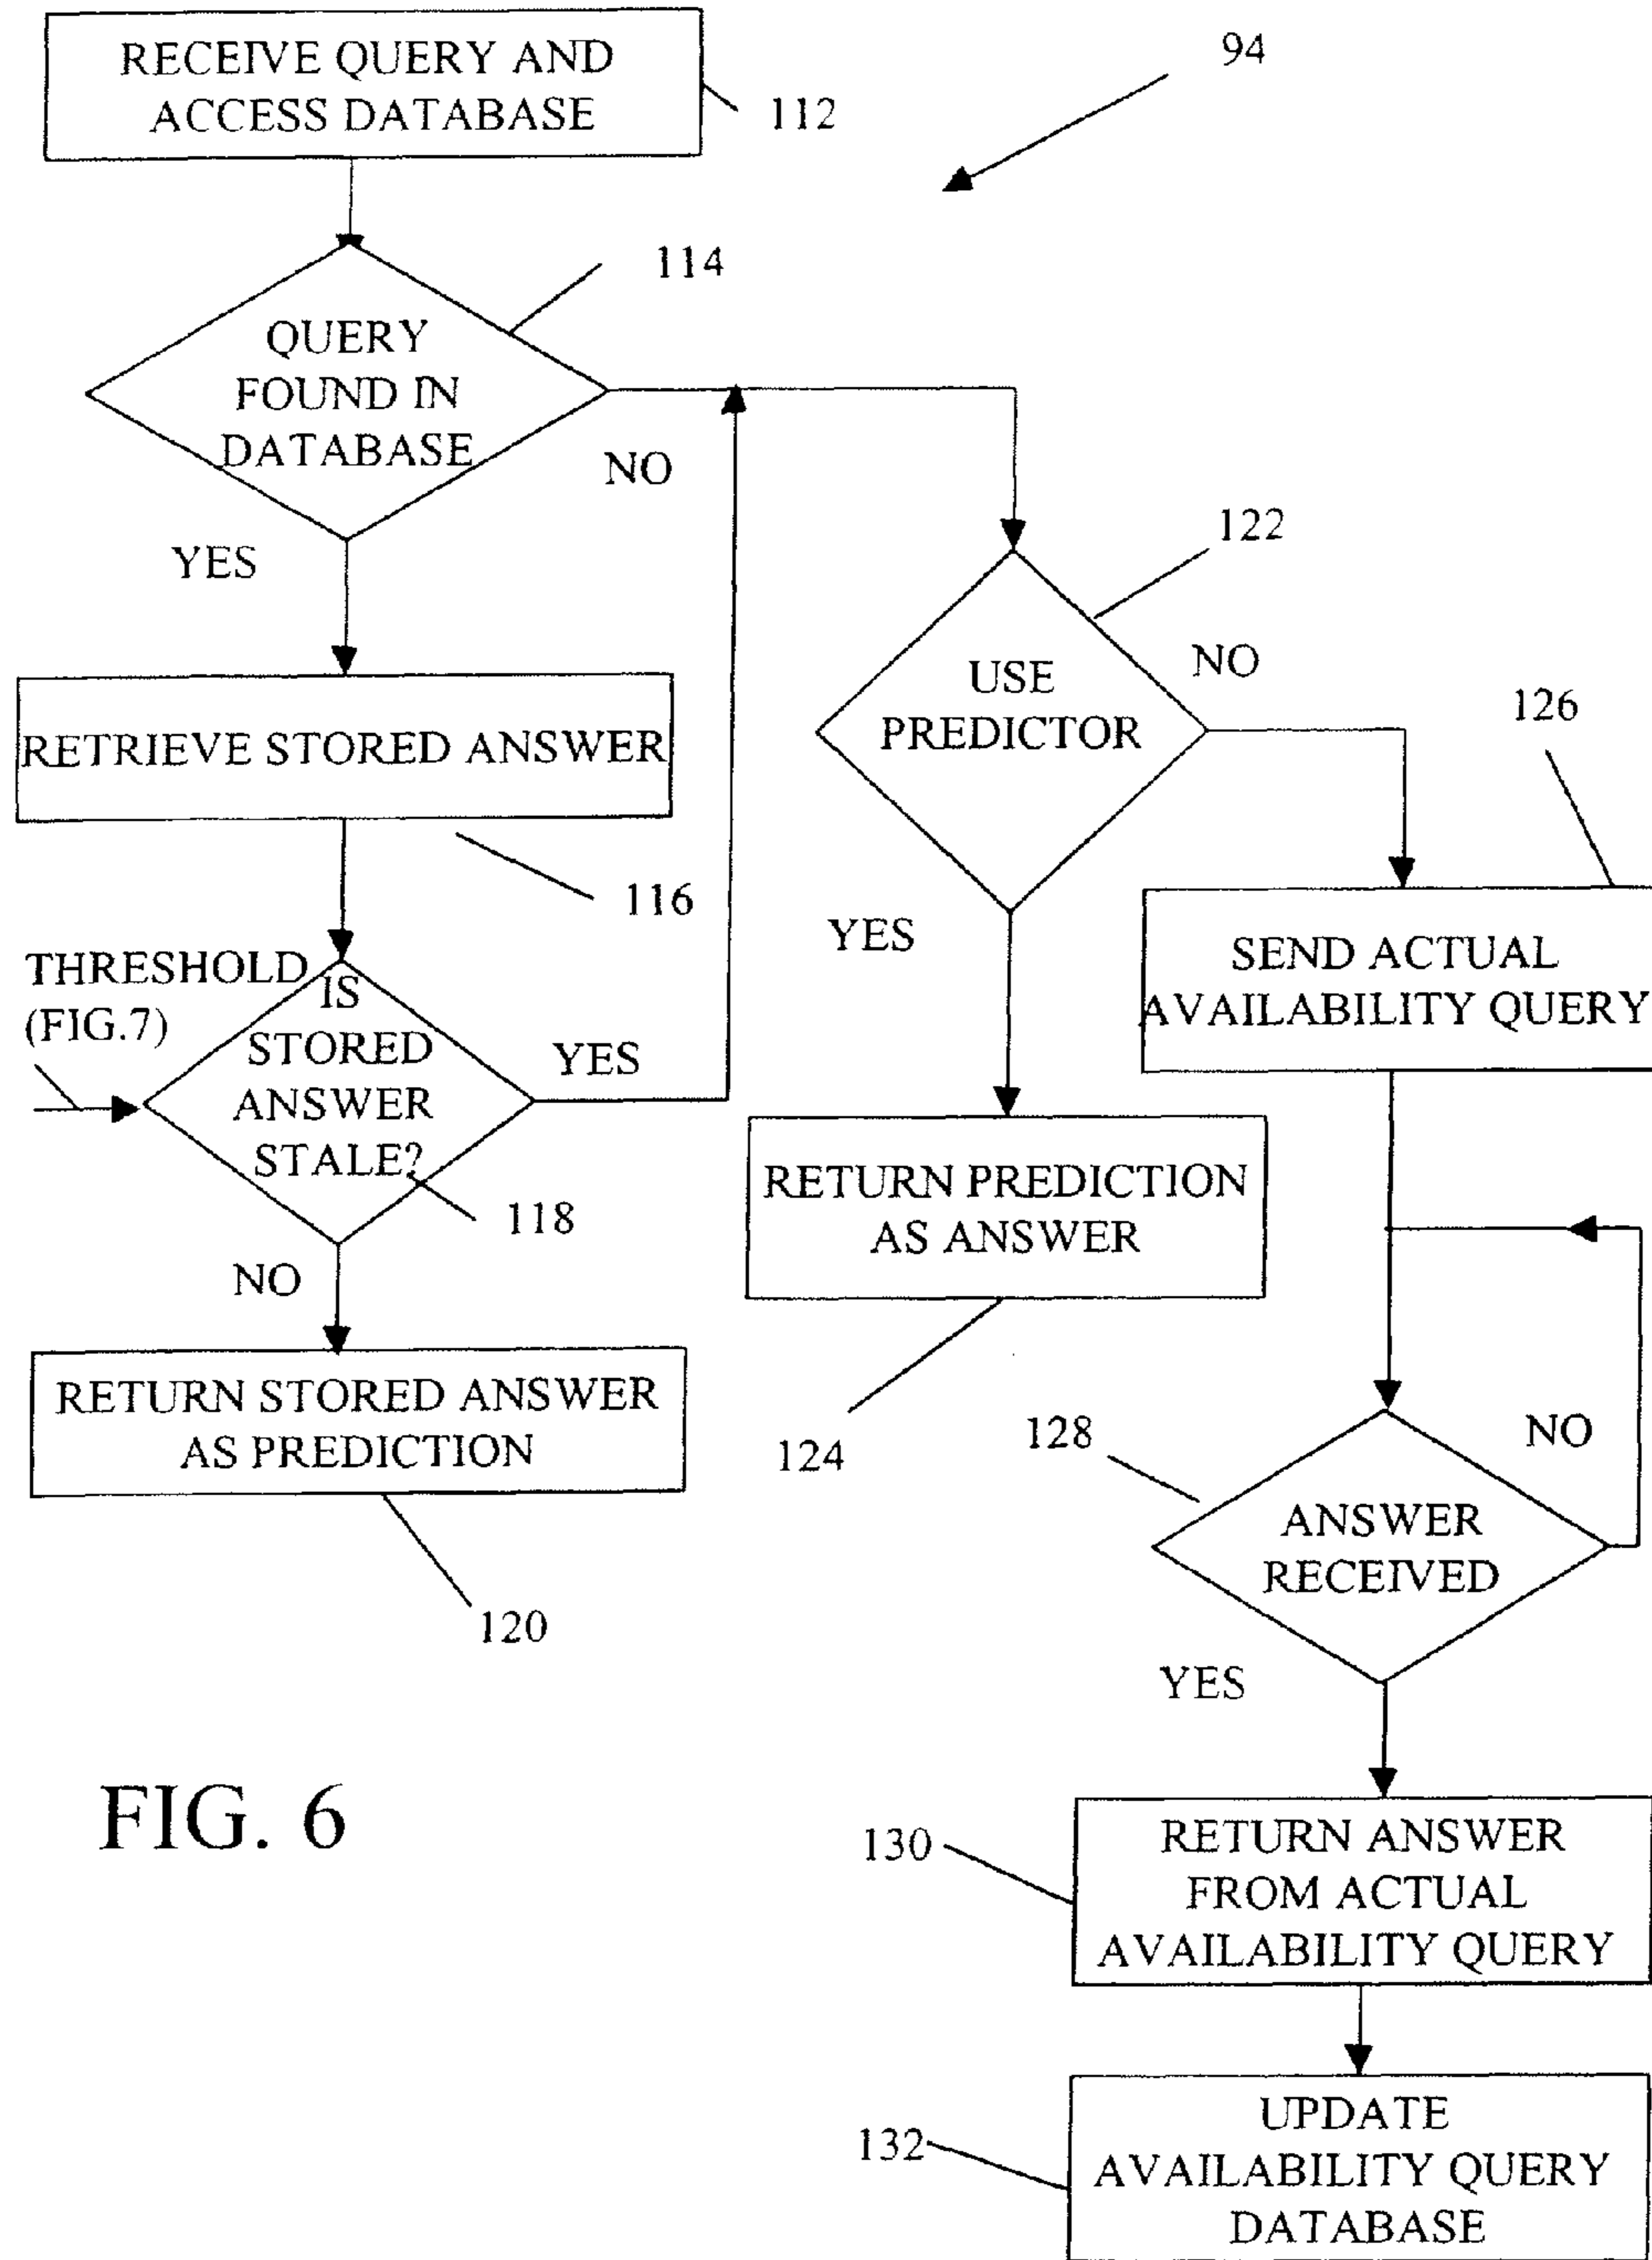 RECEIVE QUERY AND
ACCESS DATABASE
112
94
114
QUERY
FOUND IN
DATABASE
NO
YES
RETRIEVE STORED ANSWER
116
THRESHOLD
(FIG.7)
IS
STORED
ANSWER
STALE?
YES
118
NO
RETURN STORED ANSWER
AS PREDICTION
120
122
USE
PREDICTOR
NO
YES
RETURN PREDICTION
AS ANSWER
124
126
SEND ACTUAL
AVAILABILITY QUERY
128
ANSWER
RECEIVED
NO
YES
130
RETURN ANSWER
FROM ACTUAL
AVAILABILITY QUERY
132
UPDATE
AVAILABILITY QUERY
DATABASE
FIG. 6